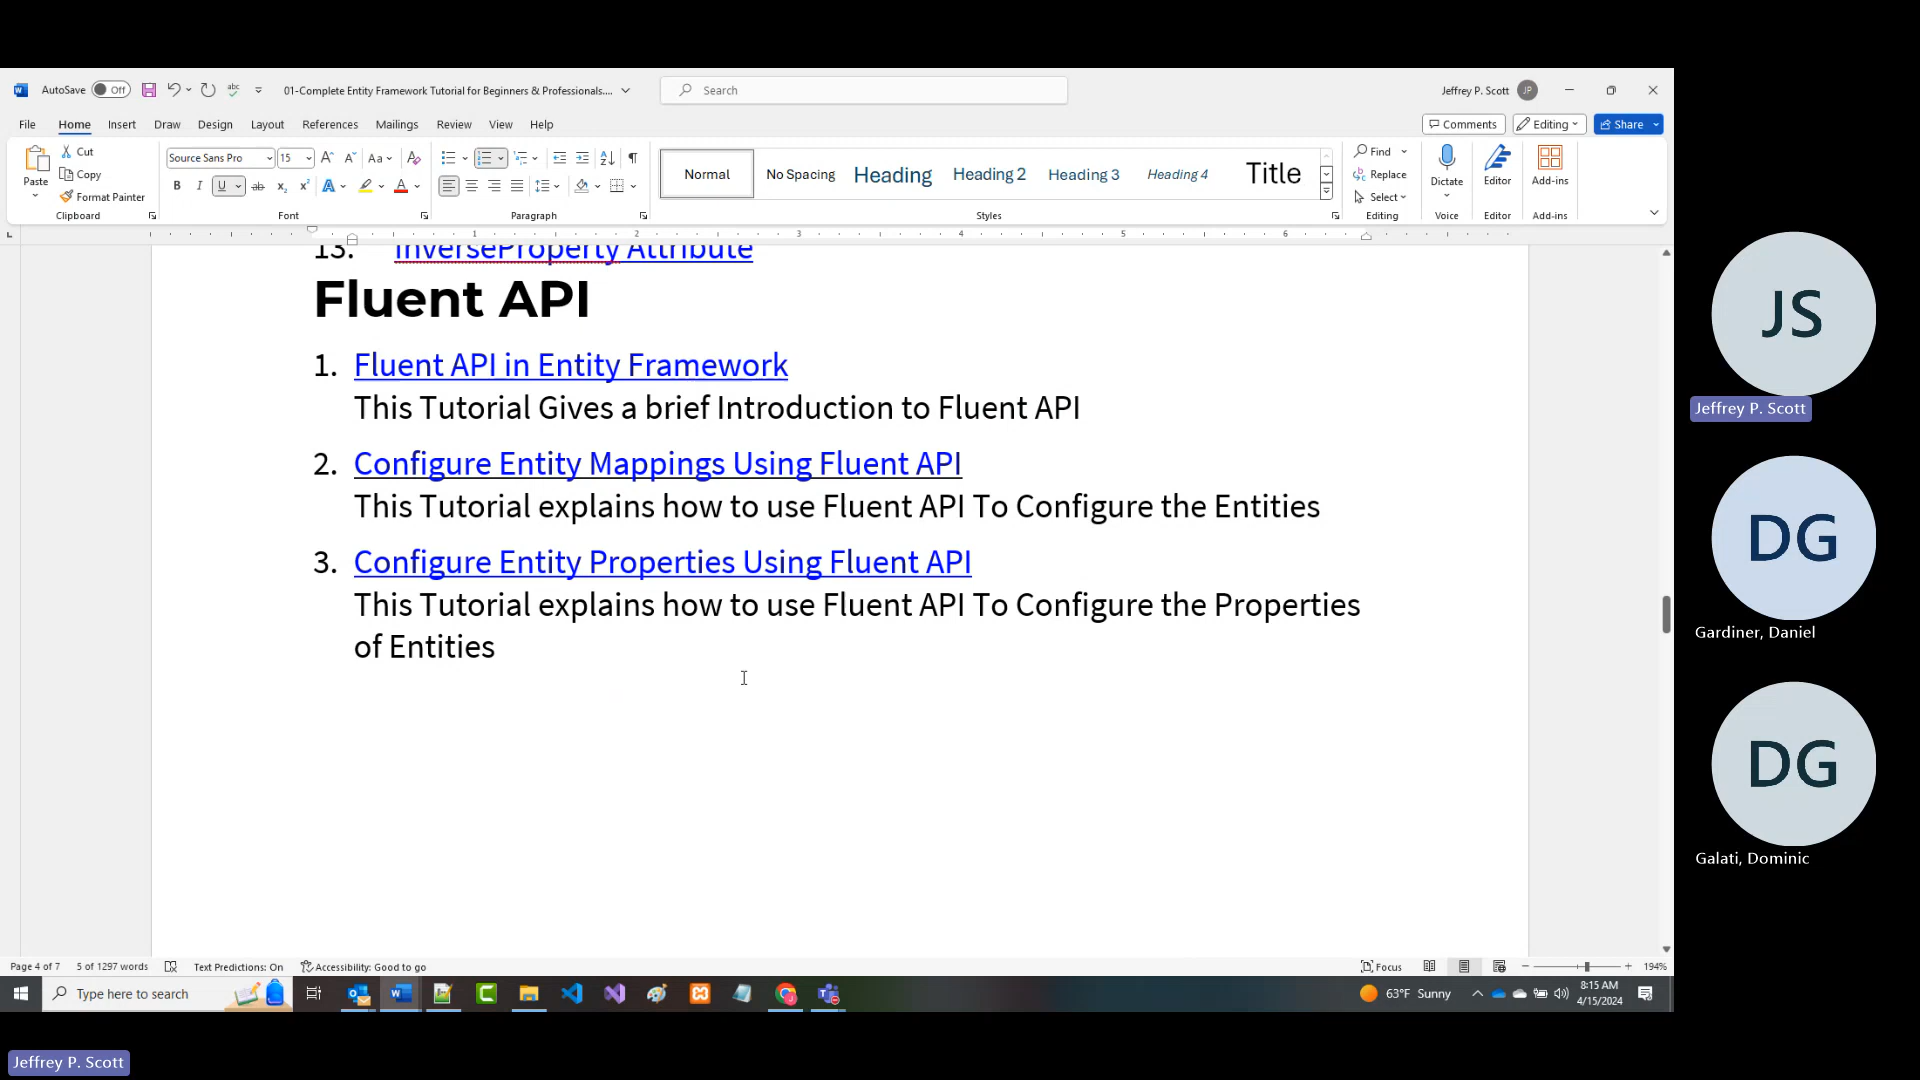 AutoSave Off
01-Complete Entity Framework Tutorial for Beginners & Professionals....
Search
Jeffrey P. Scott JP
File Home Insert Draw Design Layout References Mailings Review View Help
Comments Editing Share
Paste
Cut
Copy
Format Painter
Clipboard
Source Sans Pro 15
Font
Paragraph
Normal
No Spacing
Heading
Heading 2
Heading 3
Heading 4
Title
Styles
Find
Replace
Select
Editing
Dictate
Voice
Editor
Editor
Add-ins
Add-ins
1 2 3 4 5 6
13. InverseProperty Attribute
Fluent API
1. Fluent API in Entity Framework
This Tutorial Gives a brief Introduction to Fluent API
2. Configure Entity Mappings Using Fluent API
This Tutorial explains how to use Fluent API To Configure the Entities
3. Configure Entity Properties Using Fluent API
This Tutorial explains how to use Fluent API To Configure the Properties
of Entities
Page 4 of 7 5 of 1297 words Text Predictions: On Accessibility: Good to go
Focus 194%
Type here to search
63°F Sunny
8:15 AM
4/15/2024
JS
Jeffrey P. Scott
DG
Gardiner, Daniel
DG
Galati, Dominic
Jeffrey P. Scott